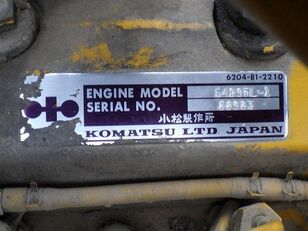 6204-81-2210
ENGINE MODEL
SERIAL NO.
小松製作所
KOMATSU LTD. JAPAN